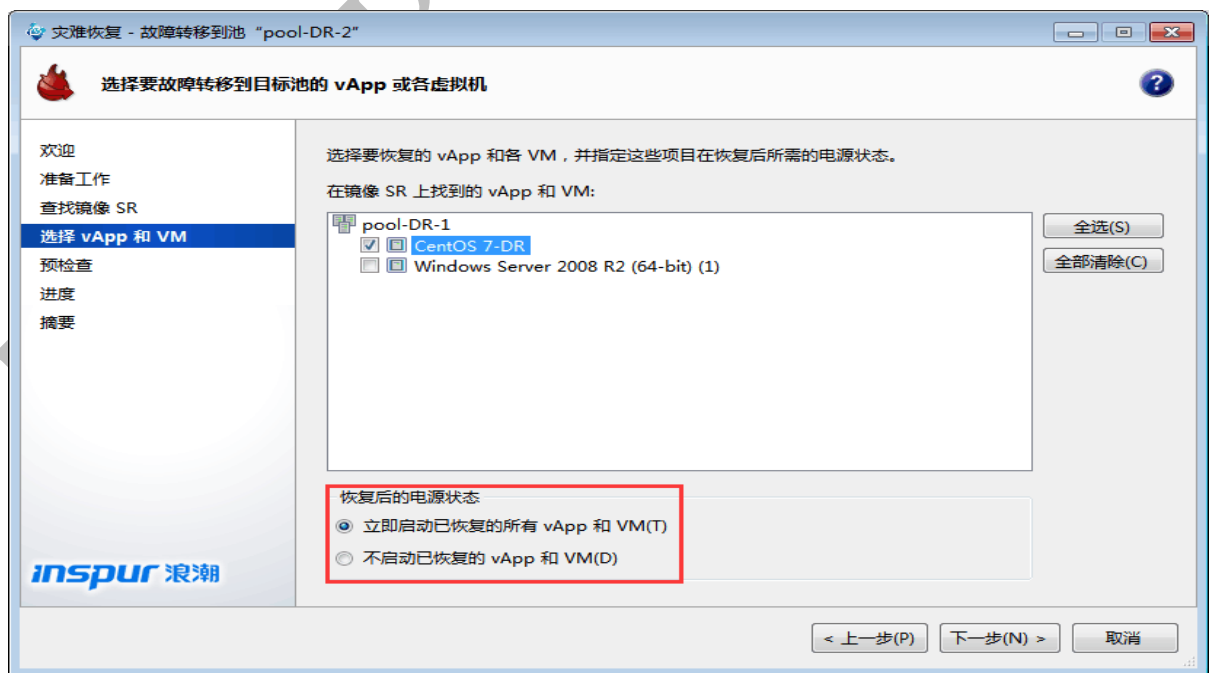 灾难恢复 - 故障转移到池 “pool-DR-2”
选择要故障转移到目标池的 vApp 或各虚拟机
?
欢迎
准备工作
查找镜像 SR
选择 vApp 和 VM
预检查
进度
摘要
选择要恢复的 vApp 和各 VM，并指定这些项目在恢复后所需的电源状态。
在镜像 SR 上找到的 vApp 和 VM:
pool-DR-1
CentOS 7-DR
Windows Server 2008 R2 (64-bit) (1)
全选(S)
全部清除(C)
恢复后的电源状态
立即启动已恢复的所有 vApp 和 VM(T)
不启动已恢复的 vApp 和 VM(D)
inspur 浪潮
< 上一步(P)
下一步(N) >
取消